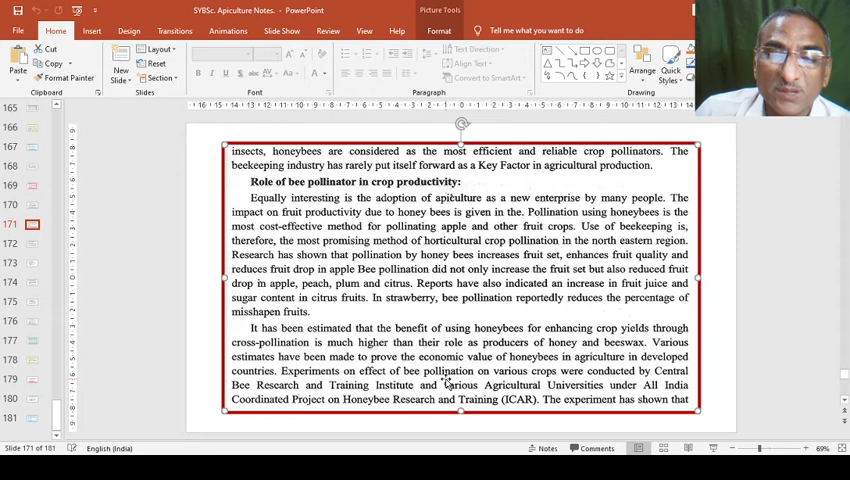 SYBSc. Apiculture Notes. - PowerPoint
Picture Tools
File Home Insert Design Transitions Animations Slide Show Review View Format Tell me what you want to do
Cut
Copy
Format Painter
Paste
Clipboard
New
Slide
Layout
Reset
Section
Slides
Font
Paragraph
Text Direction
Align Text
Convert to SmartArt
Arrange
Quick
Styles
Drawing
165
166
167
168
169
170
171
172
173
174
175
176
177
178
179
180
181
insects, honeybees are considered as the most efficient and reliable crop pollinators. The
beekeeping industry has rarely put itself forward as a Key Factor in agricultural production.
Role of bee pollinator in crop productivity:
Equally interesting is the adoption of apiculture as a new enterprise by many people. The
impact on fruit productivity due to honey bees is given in the. Pollination using honeybees is the
most cost-effective method for pollinating apple and other fruit crops. Use of beekeeping is,
therefore, the most promising method of horticultural crop pollination in the north eastern region.
Research has shown that pollination by honey bees increases fruit set, enhances fruit quality and
reduces fruit drop in apple Bee pollination did not only increase the fruit set but also reduced fruit
drop in apple, peach, plum and citrus. Reports have also indicated an increase in fruit juice and
sugar content in citrus fruits. In strawberry, bee pollination reportedly reduces the percentage of
misshapen fruits.
It has been estimated that the benefit of using honeybees for enhancing crop yields through
cross-pollination is much higher than their role as producers of honey and beeswax. Various
estimates have been made to prove the economic value of honeybees in agriculture in developed
countries. Experiments on effect of bee pollination on various crops were conducted by Central
Bee Research and Training Institute and various Agricultural Universities under All India
Coordinated Project on Honeybee Research and Training (ICAR). The experiment has shown that
Slide 171 of 181 English (India) Notes Comments 69%